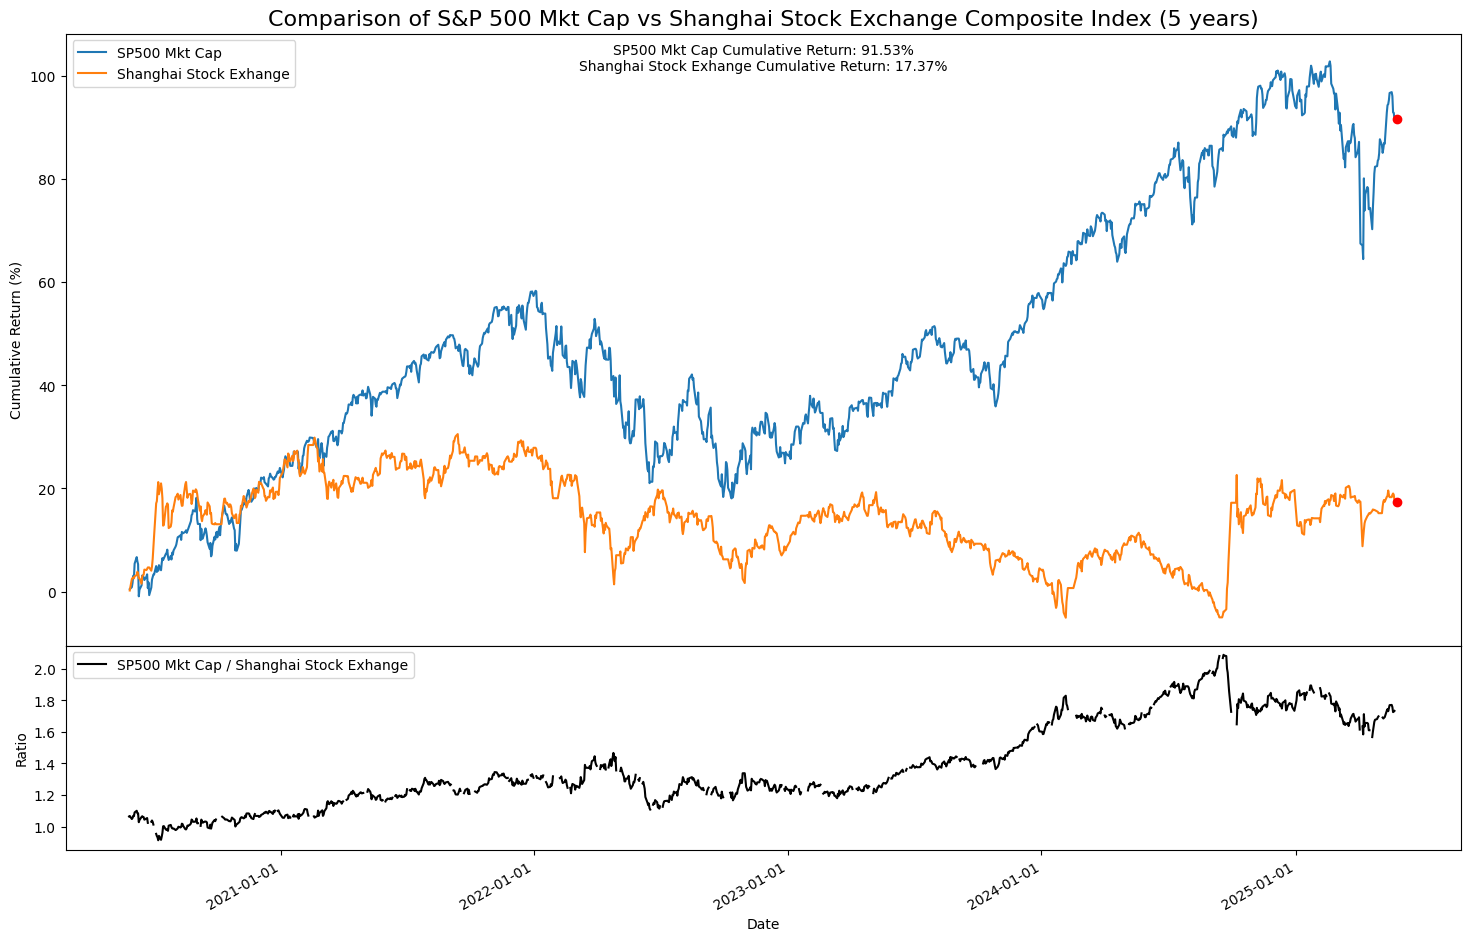 Comparison of S&P 500 Mkt Cap vs Shanghai Stock Exchange Composite Index (5 years)
SP500 Mkt Cap
Shanghai Stock Exhange
SP500 Mkt Cap Cumulative Return: 91.53%
Shanghai Stock Exhange Cumulative Return: 17.37%
100
80
60
40
20
0
Cumulative Return (%)
SP500 Mkt Cap / Shanghai Stock Exhange
2.0
1.8
1.6
1.4
1.2
1.0
Ratio
2021-01-01
2022-01-01
2023-01-01
2024-01-01
2025-01-01
Date